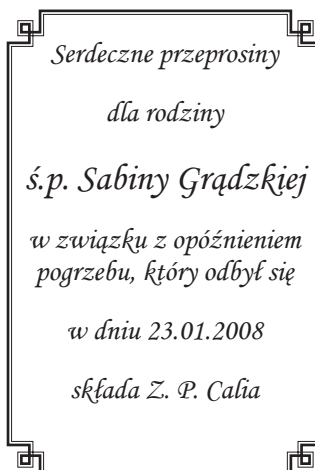 Serdeczne przeprosiny
dla rodziny
ś.p. Sabiny Grądzkiej
w związku z opóźnieniem
pogrzebu, który odbył się
w dniu 23.01.2008
składa Z. P. Calia